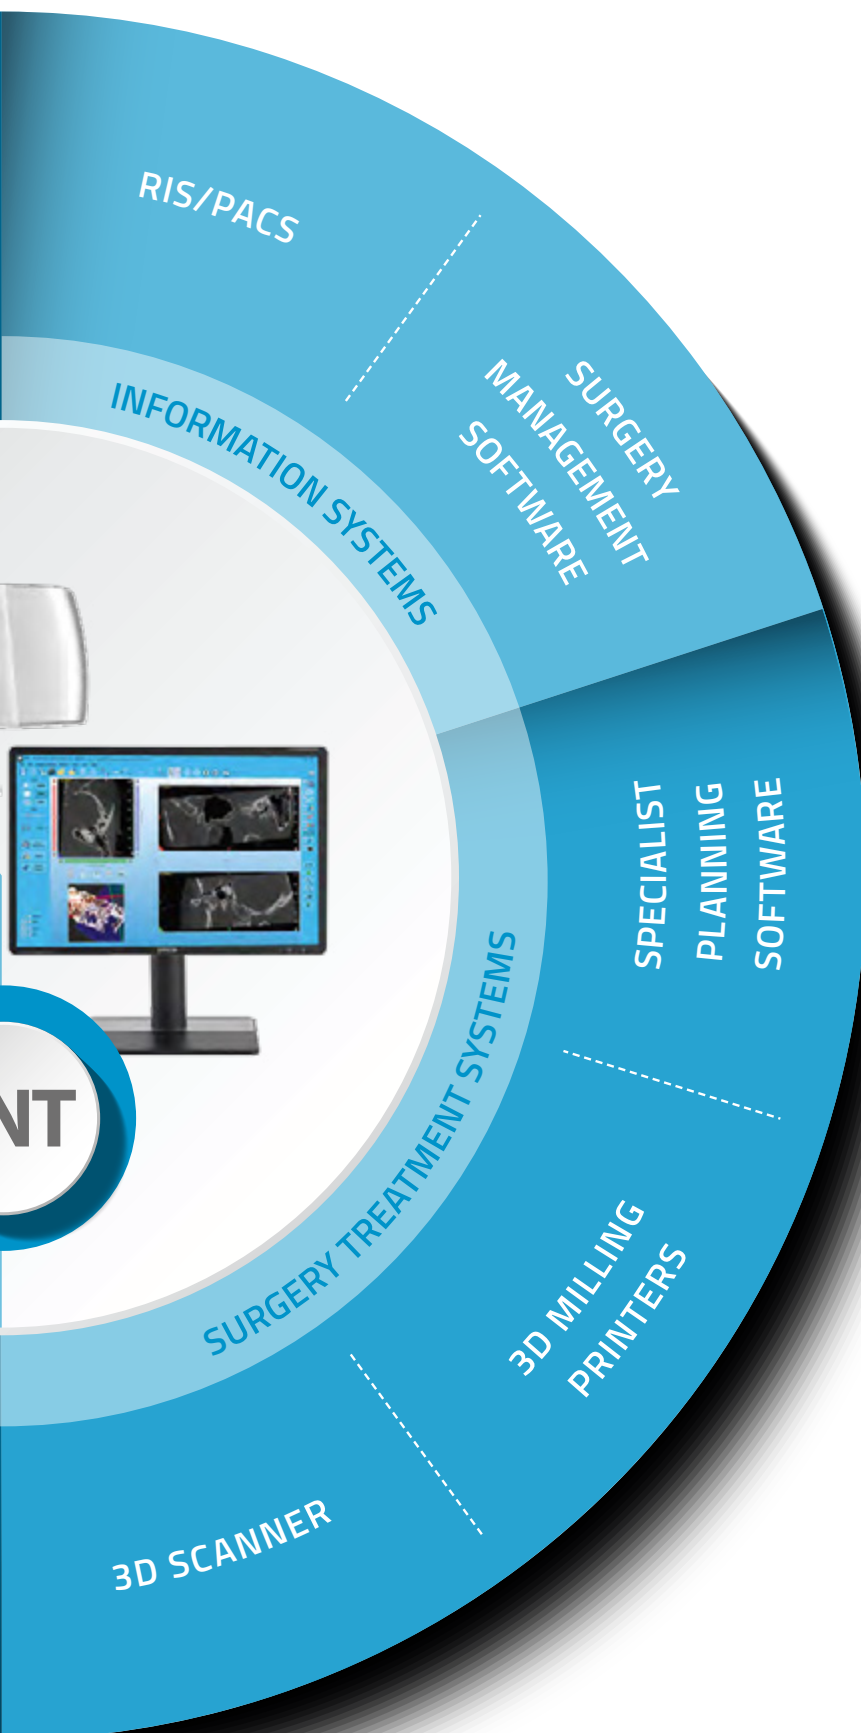 RIS/PACS
SURGERY
MANAGEMENT
SOFTWARE
INFORMATION SYSTEMS
SPECIALIST
PLANNING
SOFTWARE
SURGERY TREATMENT SYSTEMS
NT
3D MILLING
PRINTERS
3D SCANNER